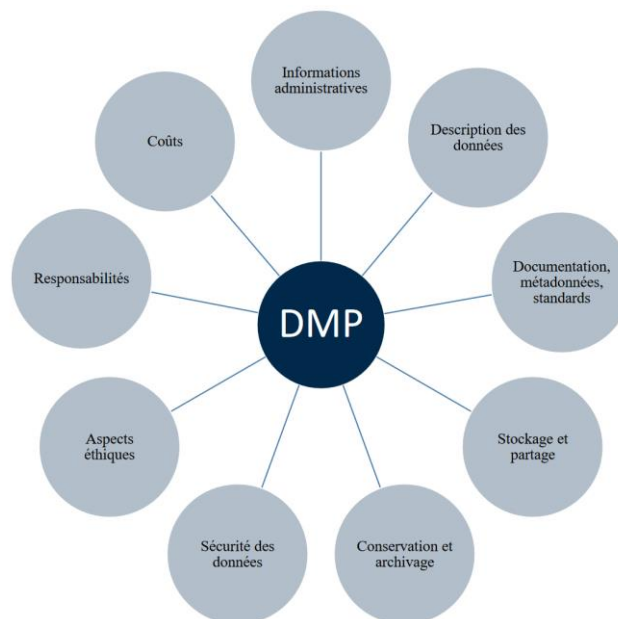 Informations
administratives
Description des
données
Documentation,
métadonnées,
standards
Stockage et
partage
Conservation et
archivage
Sécurité des
données
Aspects
éthiques
Responsabilités
Coûts
DMP